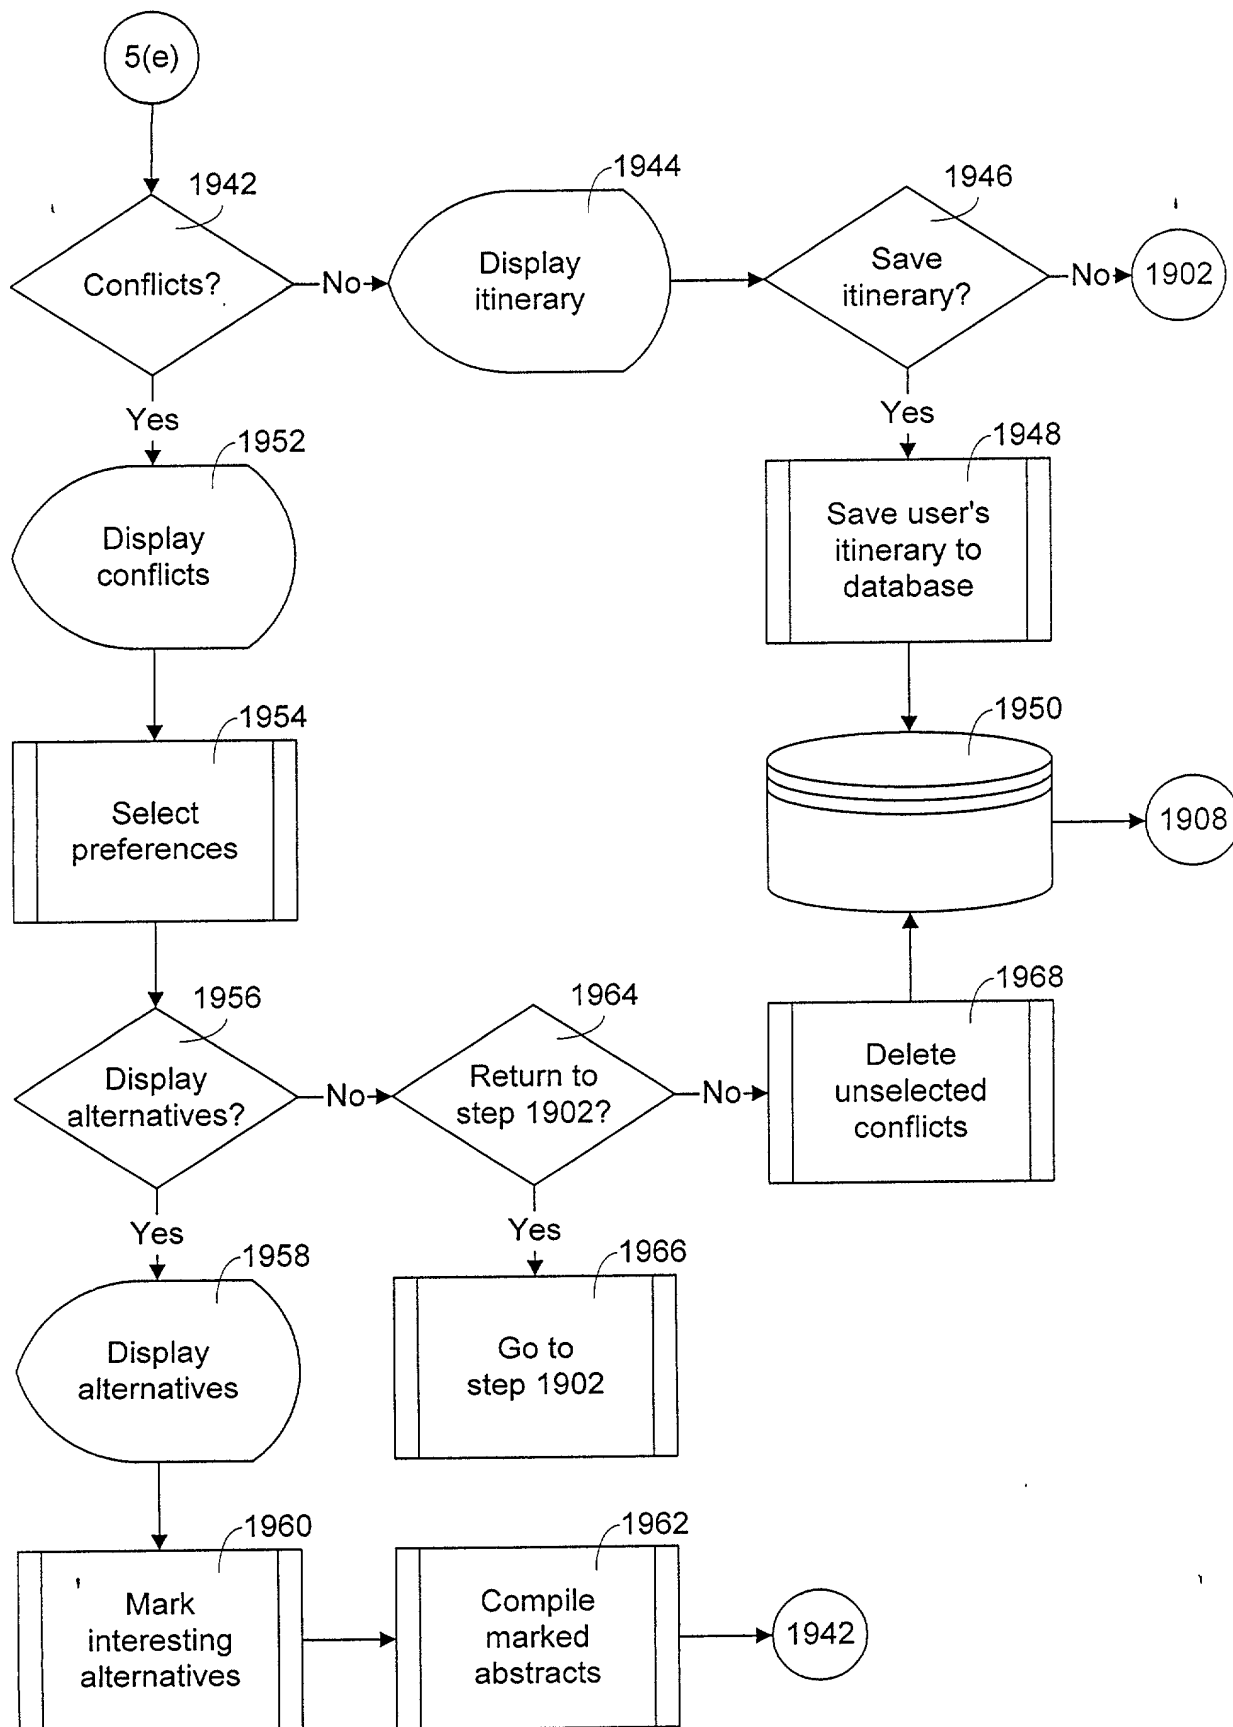 5(e)
1942
Conflicts?
No
1944
Display
itinerary
1946
Save
itinerary?
No
1902
Yes
Yes
1952
Display
conflicts
1948
Save user's
itinerary to
database
1954
Select
preferences
1950
1908
1956
Display
alternatives?
No
1964
Return to
step 1902?
No
1968
Delete
unselected
conflicts
Yes
Yes
1958
Display
alternatives
1966
Go to
step 1902
1960
Mark
interesting
alternatives
1962
Compile
marked
abstracts
1942